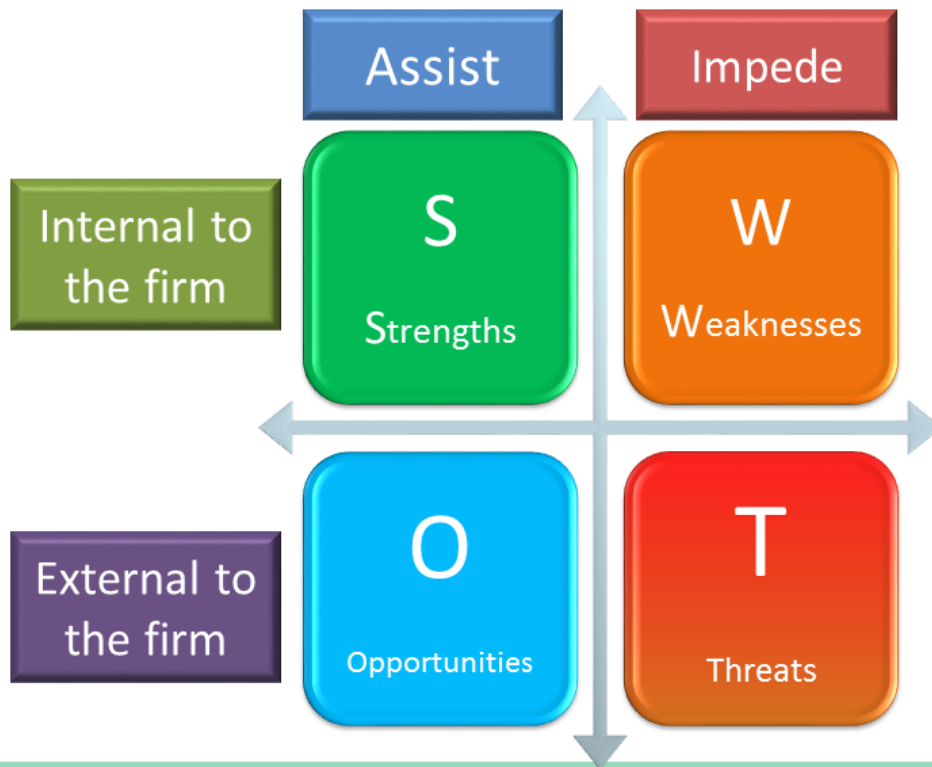 Assist
Impede
Internal to
the firm
S
Strengths
W
Weaknesses
External to
the firm
O
Opportunities
T
Threats